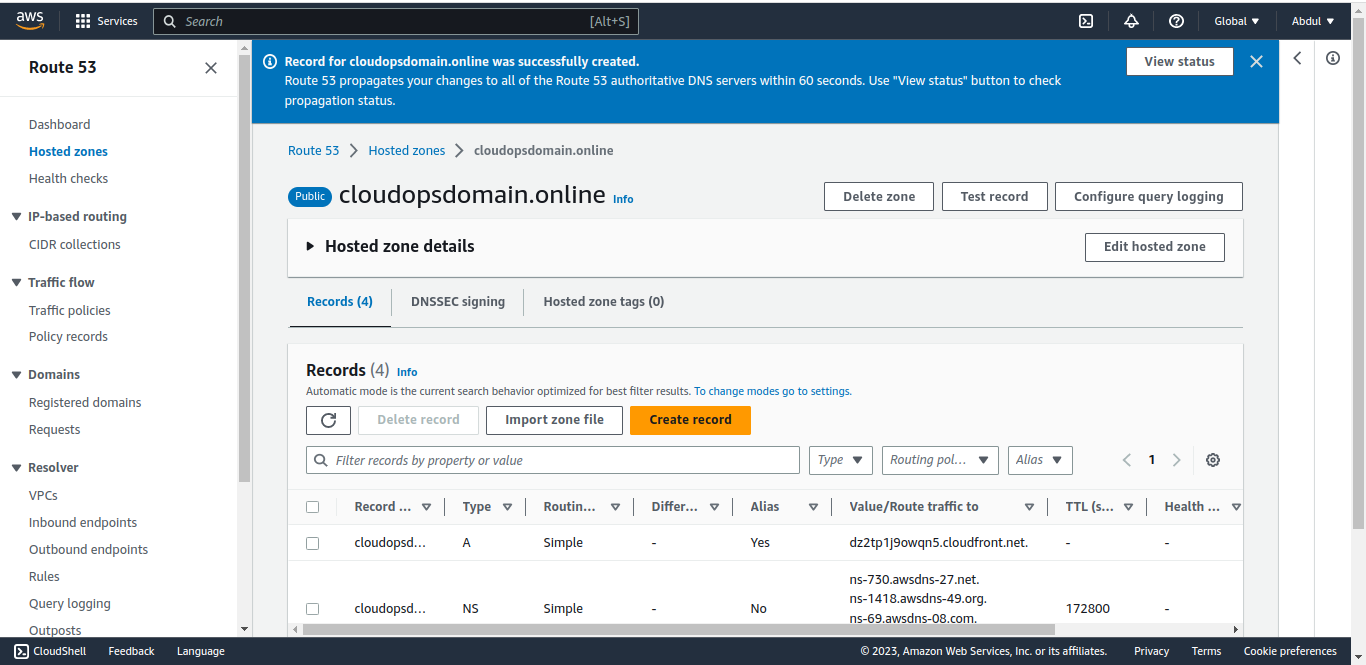 aws
Services
Search
[Alt+S]
Global
Abdul
Route 53
Dashboard
Hosted zones
Health checks
IP-based routing
CIDR collections
Traffic flow
Traffic policies
Policy records
Domains
Registered domains
Requests
Resolver
VPCs
Inbound endpoints
Outbound endpoints
Rules
Query logging
Outposts
Record for cloudopsdomain.online was successfully created.
Route 53 propagates your changes to all of the Route 53 authoritative DNS servers within 60 seconds. Use "View status" button to check
propagation status.
View status
Route 53
Hosted zones
cloudopsdomain.online
Public
cloudopsdomain.online
Info
Delete zone
Test record
Configure query logging
Hosted zone details
Edit hosted zone
Records (4)
DNSSEC signing
Hosted zone tags (0)
Records (4)
Info
Automatic mode is the current search behavior optimized for best filter results. To change modes go to settings.
Delete record
Import zone file
Create record
Filter records by property or value
Type
Routing pol...
Alias
1
Record ...
Type
Routin...
Differ...
Alias
Value/Route traffic to
TTL (s...
Health ...
cloudopsd...
A
Simple
-
Yes
dz2tp1j9owqn5.cloudfront.net.
-
-
cloudopsd...
NS
Simple
-
No
ns-730.awsdns-27.net.
ns-1418.awsdns-49.org.
ns-69.awsdns-08.com.
172800
-
CloudShell
Feedback
Language
© 2023, Amazon Web Services, Inc. or its affiliates.
Privacy
Terms
Cookie preferences